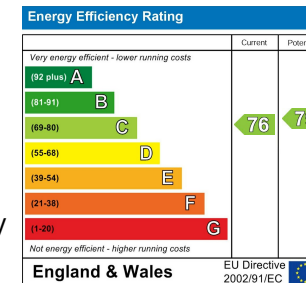 Energy Efficiency Rating
Current
Very energy efficient - lower running costs
(92 plus) A
(81-91) B
(69-80) C 76
(55-68) D
(39-54) E
(21-38) F
(1-20) G
Not energy efficient - higher running costs
England & Wales
EU Directive
2002/91/EC